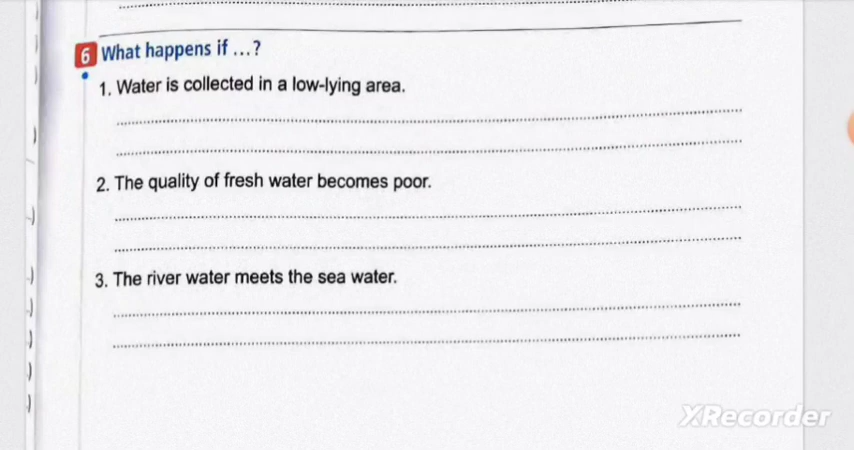 6 What happens if ...?
1. Water is collected in a low-lying area.
2. The quality of fresh water becomes poor.
3. The river water meets the sea water.
XRecorder